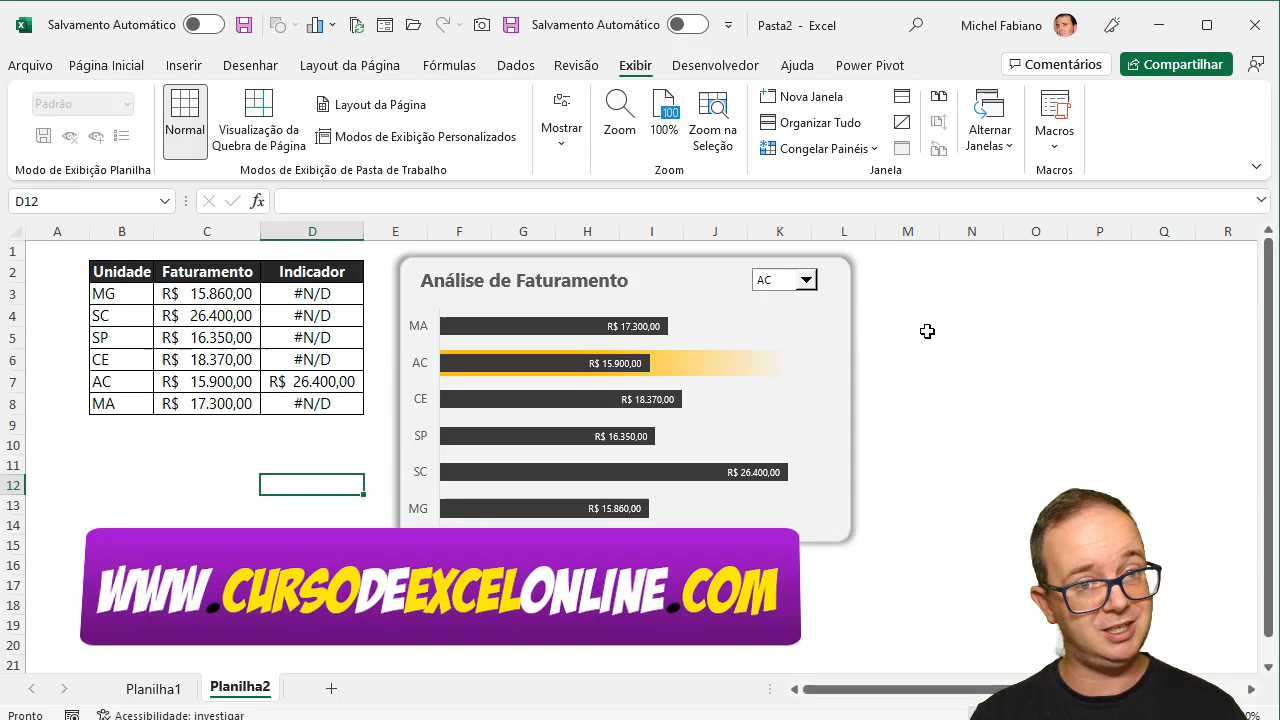 Salvamento Automático
Salvamento Automático
Pasta2 - Excel
Michel Fabiano
Arquivo
Página Inicial
Inserir
Desenhar
Layout da Página
Fórmulas
Dados
Revisão
Exibir
Desenvolvedor
Ajuda
Power Pivot
Comentários
Compartilhar
Padrão
Normal
Visualização da
Quebra de Página
Layout da Página
Modos de Exibição Personalizados
Mostrar
Zoom
100
100%
Zoom na
Seleção
Nova Janela
Organizar Tudo
Congelar Painéis
Alternar
Janelas
Macros
Modo de Exibição Planilha
Modos de Exibição de Pasta de Trabalho
Zoom
Janela
Macros
D12
fx
A B C D E F G H I J K L M N O P Q R
1
2 Unidade Faturamento Indicador
3 MG R$ 15.860,00 #N/D
4 SC R$ 26.400,00 #N/D
5 SP R$ 16.350,00 #N/D
6 CE R$ 18.370,00 #N/D
7 AC R$ 15.900,00 R$ 26.400,00
8 MA R$ 17.300,00 #N/D
9
10
11
12
13
14
15
16
17
18
19
20
21
Análise de Faturamento
AC
MA R$ 17.300,00
AC R$ 15.900,00
CE R$ 18.370,00
SP R$ 16.350,00
SC R$ 26.400,00
MG R$ 15.860,00
WWW.CURSODEEXCELONLINE.COM
Planilha1
Planilha2
Pronto
Acessibilidade: investigar